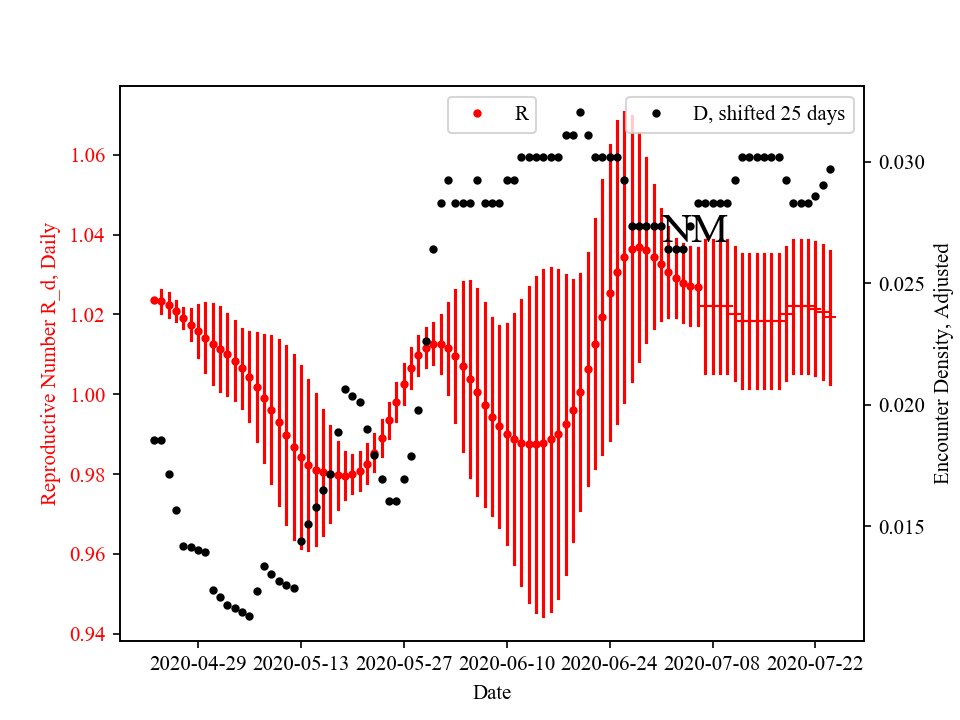 R
D, shifted 25 days
1.06
1.04
1.02
1.00
0.98
0.96
0.94
Reproductive Number R_d, Daily
NM
0.030
0.025
0.020
0.015
Encounter Density, Adjusted
2020-04-29 2020-05-13 2020-05-27 2020-06-10 2020-06-24 2020-07-08 2020-07-22
Date